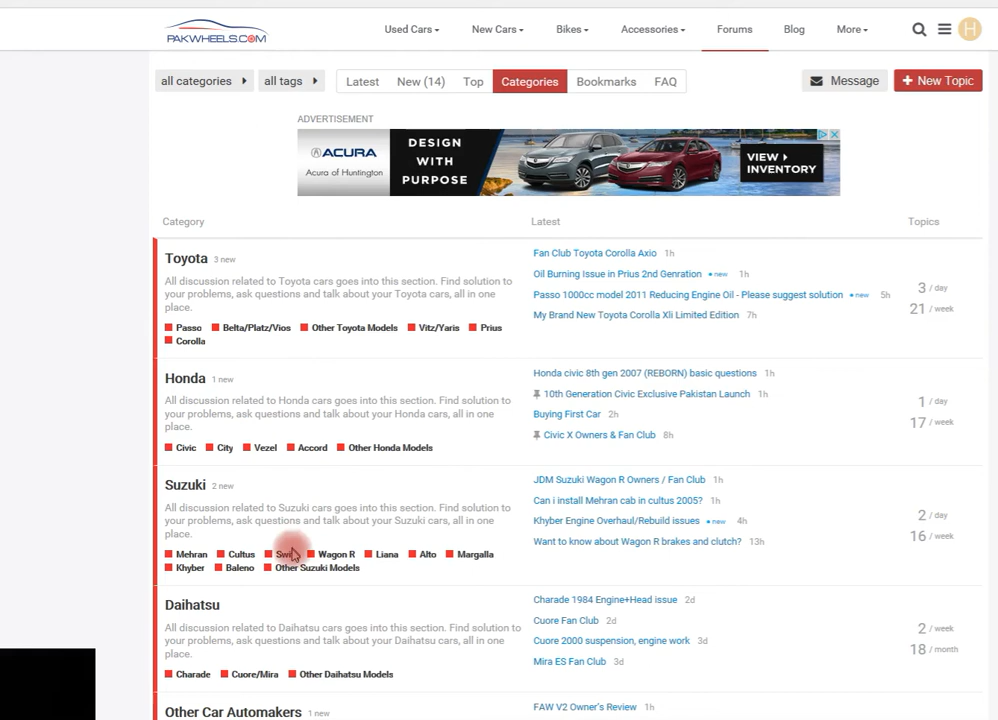 PAKWHEELS.COM
Used Cars New Cars Bikes Accessories Forums Blog More H
all categories all tags Latest New (14) Top Categories Bookmarks FAQ Message + New Topic
ADVERTISEMENT
ACURA
Acura of Huntington
DESIGN
WITH
PURPOSE
VIEW
INVENTORY
Category Latest Topics
Toyota 3 new
All discussion related to Toyota cars goes into this section. Find solution to
your problems, ask questions and talk about your Toyota cars, all in one
place.
Passo Belta/Platz/Vios Other Toyota Models Vitz/Yaris Prius
Corolla
Fan Club Toyota Corolla Axio 1h
Oil Burning Issue in Prius 2nd Genration • new 1h
Passo 1000cc model 2011 Reducing Engine Oil - Please suggest solution • new 5h
My Brand New Toyota Corolla Xli Limited Edition 7h
3 / day
21 / week
Honda 1 new
All discussion related to Honda cars goes into this section. Find solution to
your problems, ask questions and talk about your Honda cars, all in one
place.
Civic City Vezel Accord Other Honda Models
Honda civic 8th gen 2007 (REBORN) basic questions 1h
10th Generation Civic Exclusive Pakistan Launch 1h
Buying First Car 2h
Civic X Owners & Fan Club 8h
1 / day
17 / week
Suzuki 2 new
All discussion related to Suzuki cars goes into this section. Find solution to
your problems, ask questions and talk about your Suzuki cars, all in one
place.
Mehran Cultus Wagon R Liana Alto Margalla
Khyber Baleno Other Suzuki Models
JDM Suzuki Wagon R Owners / Fan Club 1h
Can i install Mehran cab in cultus 2005? 1h
Khyber Engine Overhaul/Rebuild issues • new 4h
Want to know about Wagon R brakes and clutch? 13h
2 / day
16 / week
Daihatsu
All discussion related to Daihatsu cars goes into this section. Find solution to
your problems, ask questions and talk about your Daihatsu cars, all in one
place.
Charade Cuore/Mira Other Daihatsu Models
Charade 1984 Engine+Head issue 2d
Cuore Fan Club 2d
Cuore 2000 suspension, engine work 3d
Mira ES Fan Club 3d
2 / week
18 / month
Other Car Automakers 1 new
FAW V2 Owner's Review 1h